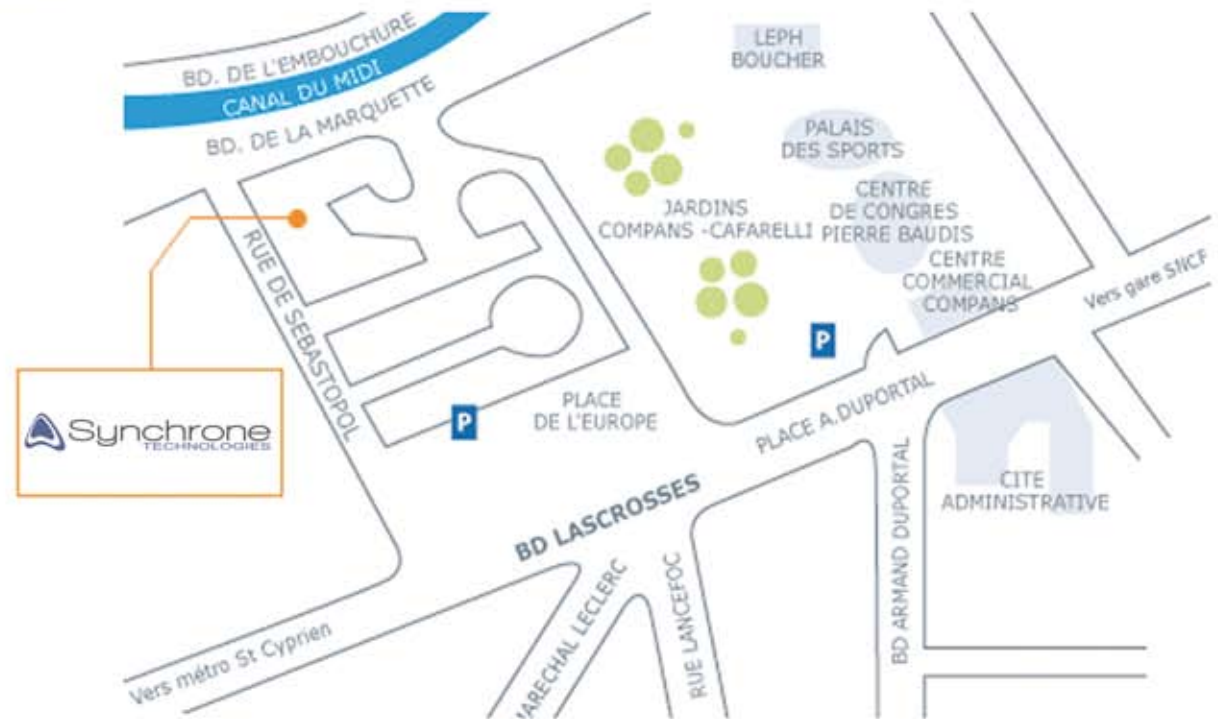 BD. DE L'EMBOUCHURE
CANAL DU MIDI
BD. DE LA MARQUETTE
LEPH
BOUCHER
PALAIS
DES SPORTS
JARDINS
COMPANS -CAFARELLI
CENTRE
DE CONGRES
PIERRE BAUDIS
CENTRE
COMMERCIAL
COMPANS
Vers gare SNCF
RUE DE SEBASTOPOL
P
Synchrone
TECHNOLOGIES
P
PLACE
DE L'EUROPE
PLACE A.DUPORTAL
BD LASCROSSES
CITE
ADMINISTRATIVE
BD ARMAND DUPORTAL
MARECHAL LECLERC
RUE LANCEFOC
Vers métro St Cyprien